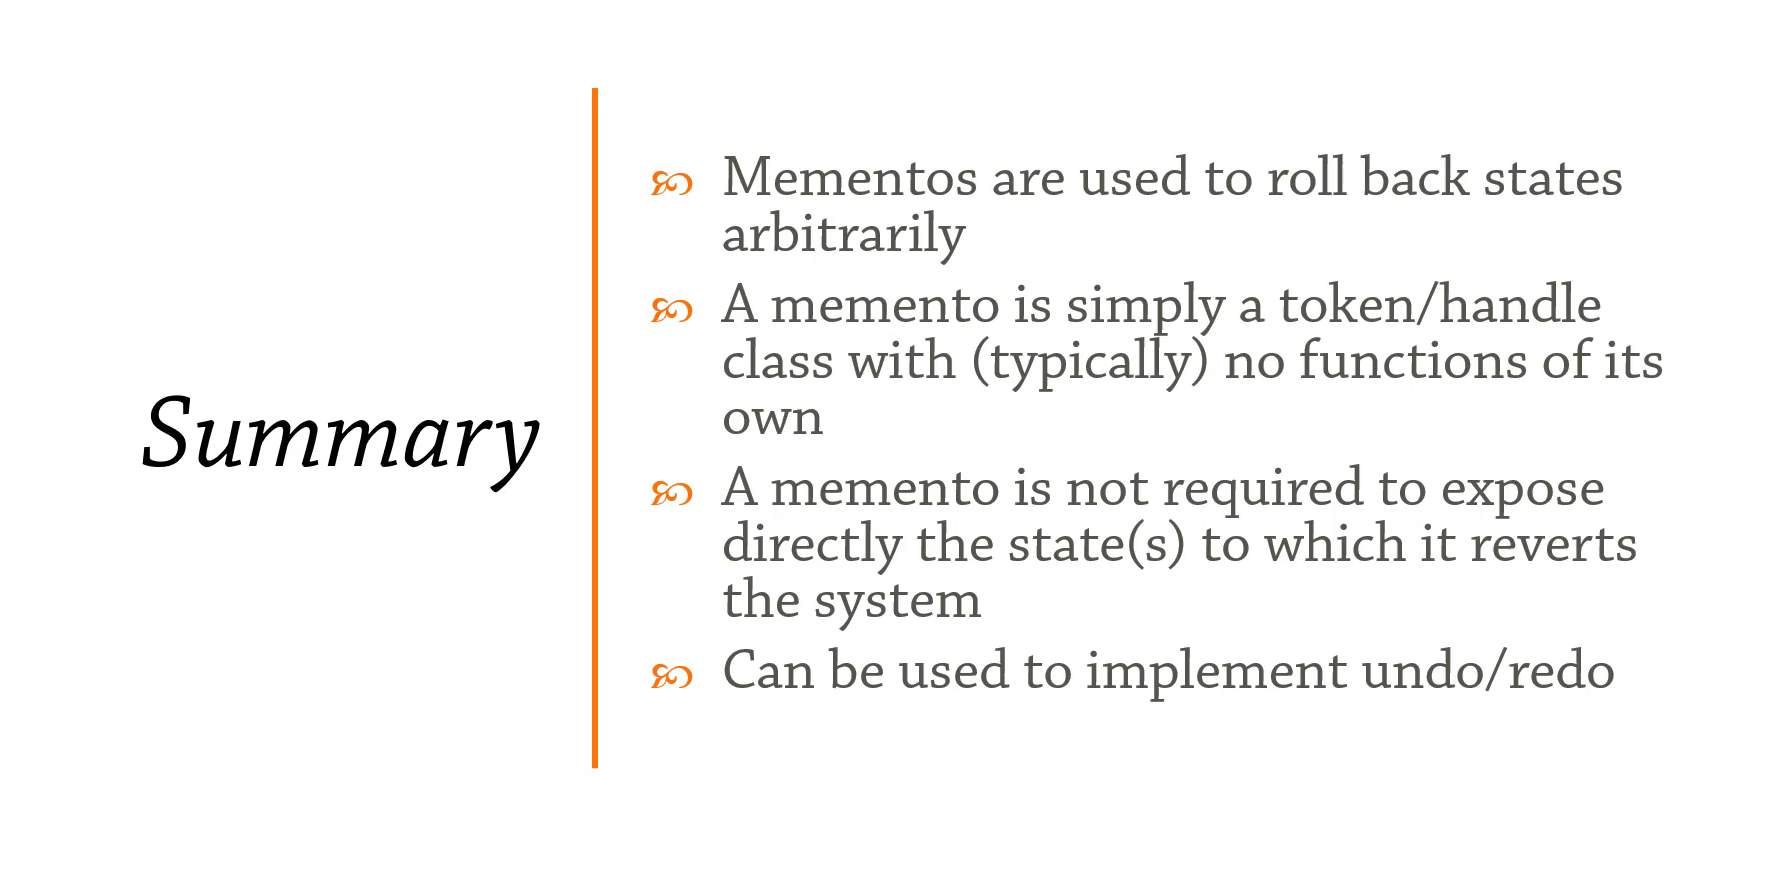 Summary
Mementos are used to roll back states
arbitrarily
A memento is simply a token/handle
class with (typically) no functions of its
own
A memento is not required to expose
directly the state(s) to which it reverts
the system
Can be used to implement undo/redo